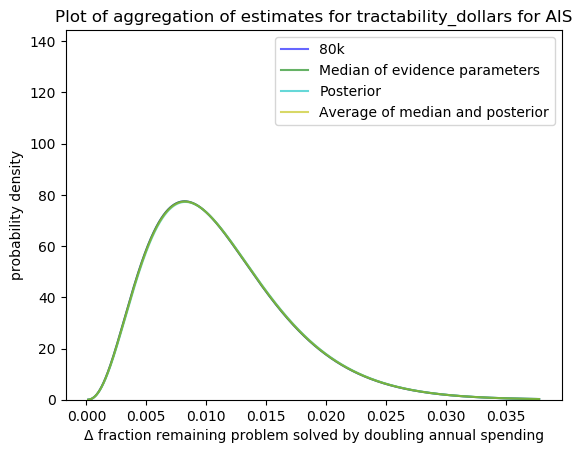 Plot of aggregation of estimates for tractability_dollars for AIS
140
120
100
80
60
40
20
0
probability density
80k
Median of evidence parameters
Posterior
Average of median and posterior
0.000 0.005 0.010 0.015 0.020 0.025 0.030 0.035
Δ fraction remaining problem solved by doubling annual spending